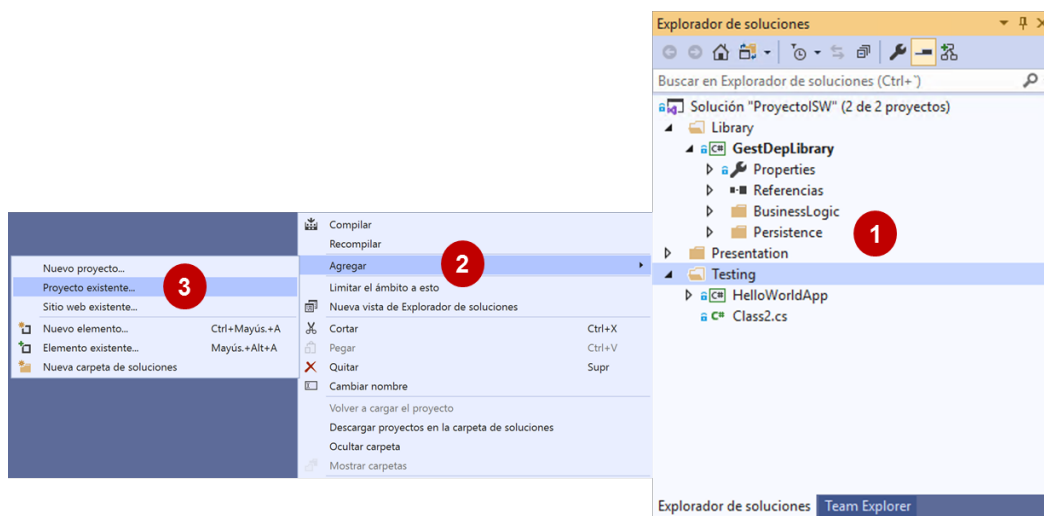 Explorador de soluciones
Buscar en Explorador de soluciones (Ctrl+´)
Solución "ProyectoISW" (2 de 2 proyectos)
Library
C# GestDepLibrary
Properties
Referencias
BusinessLogic
Persistence
1
Presentation
Testing
C# HelloWorldApp
C# Class2.cs
Explorador de soluciones Team Explorer
Compilar
Recompilar
Agregar 2
Limitar el ámbito a esto
Nueva vista de Explorador de soluciones
Cortar Ctrl+X
Pegar Ctrl+V
Quitar Supr
Cambiar nombre
Volver a cargar el proyecto
Descargar proyectos en la carpeta de soluciones
Ocultar carpeta
Mostrar carpetas
Nuevo proyecto...
Proyecto existente... 3
Sitio web existente...
Nuevo elemento... Ctrl+Mayús.+A
Elemento existente... Mayús.+Alt+A
Nueva carpeta de soluciones